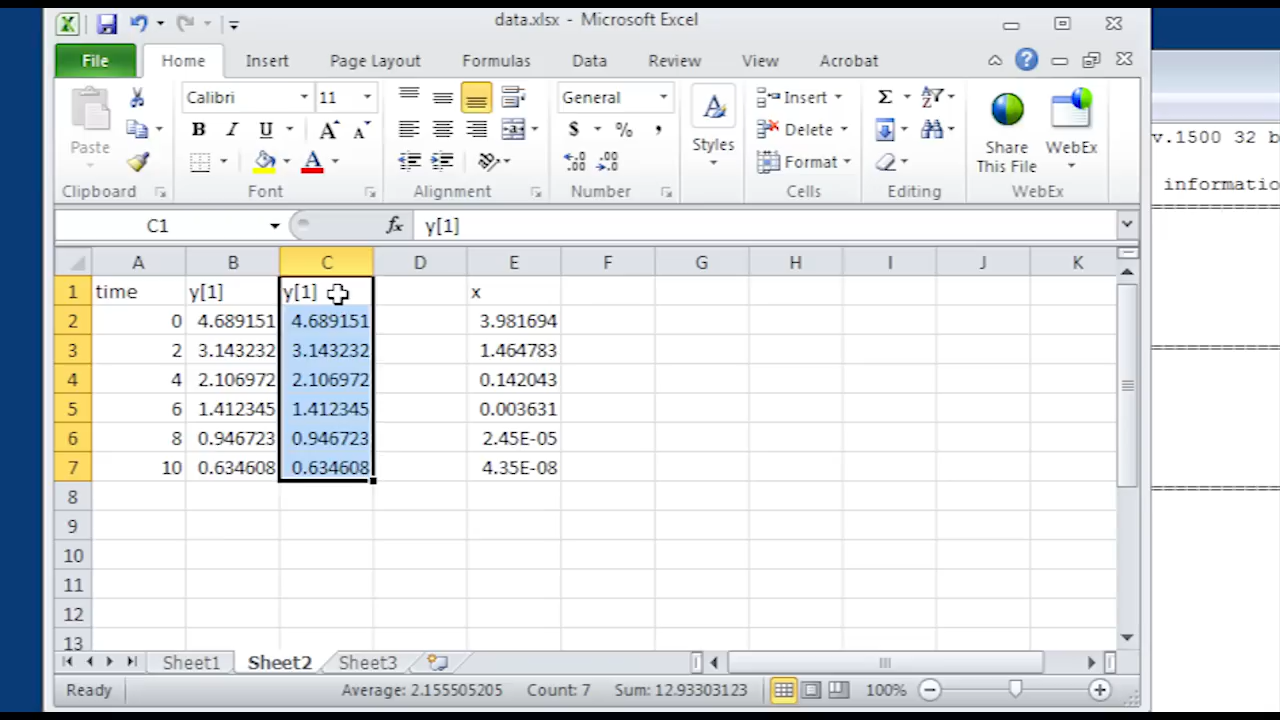 data.xlsx - Microsoft Excel
File Home Insert Page Layout Formulas Data Review View Acrobat
Calibri 11 General Insert Σ
Paste B I U A A $ % , Styles Delete Share This File WebEx
A Format
Clipboard Font Alignment Number Cells Editing WebEx
C1 fx y[1]
A B C D E F G H I J K
1 time y[1] y[1] x
2 0 4.689151 4.689151 3.981694
3 2 3.143232 3.143232 1.464783
4 4 2.106972 2.106972 0.142043
5 6 1.412345 1.412345 0.003631
6 8 0.946723 0.946723 2.45E-05
7 10 0.634608 0.634608 4.35E-08
8
9
10
11
12
13
Sheet1 Sheet2 Sheet3
Ready Average: 2.155505205 Count: 7 Sum: 12.93303123 100%
v.1500 32 b
informatio